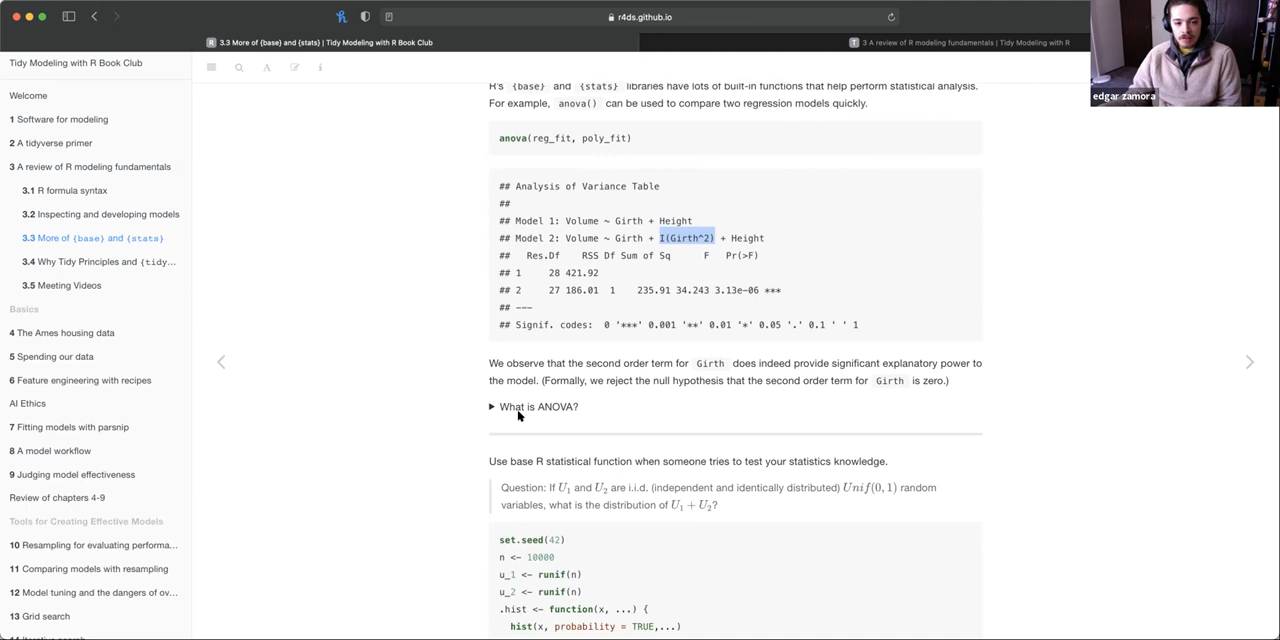 r4ds.github.io
R 3.3 More of {base} and {stats} | Tidy Modeling with R Book Club
T 3 A review of R modeling fundamentals | Tidy Modeling with R
edgar zamora
Tidy Modeling with R Book Club
Welcome
1 Software for modeling
2 A tidyverse primer
3 A review of R modeling fundamentals
3.1 R formula syntax
3.2 Inspecting and developing models
3.3 More of {base} and {stats}
3.4 Why Tidy Principles and {tidy…
3.5 Meeting Videos
Basics
4 The Ames housing data
5 Spending our data
6 Feature engineering with recipes
AI Ethics
7 Fitting models with parsnip
8 A model workflow
9 Judging model effectiveness
Review of chapters 4-9
Tools for Creating Effective Models
10 Resampling for evaluating performa…
11 Comparing models with resampling
12 Model tuning and the dangers of ov…
13 Grid search
A
i
R's {base} and {stats} libraries have lots of built-in functions that help perform statistical analysis.
For example, anova() can be used to compare two regression models quickly.
anova(reg_fit, poly_fit)
## Analysis of Variance Table
##
## Model 1: Volume ~ Girth + Height
## Model 2: Volume ~ Girth + I(Girth^2) + Height
##   Res.Df    RSS Df Sum of Sq      F   Pr(>F)
## 1     28 421.92
## 2     27 186.01  1    235.91 34.243 3.13e-06 ***
## ---
## Signif. codes:  0 '***' 0.001 '**' 0.01 '*' 0.05 '.' 0.1 ' ' 1
We observe that the second order term for Girth does indeed provide significant explanatory power to
the model. (Formally, we reject the null hypothesis that the second order term for Girth is zero.)
What is ANOVA?
Use base R statistical function when someone tries to test your statistics knowledge.
Question: If U₁ and U₂ are i.i.d. (independent and identically distributed) Unif(0, 1) random
variables, what is the distribution of U₁ + U₂?
set.seed(42)
n <- 10000
u_1 <- runif(n)
u_2 <- runif(n)
.hist <- function(x, ...) {
hist(x, probability = TRUE,...)